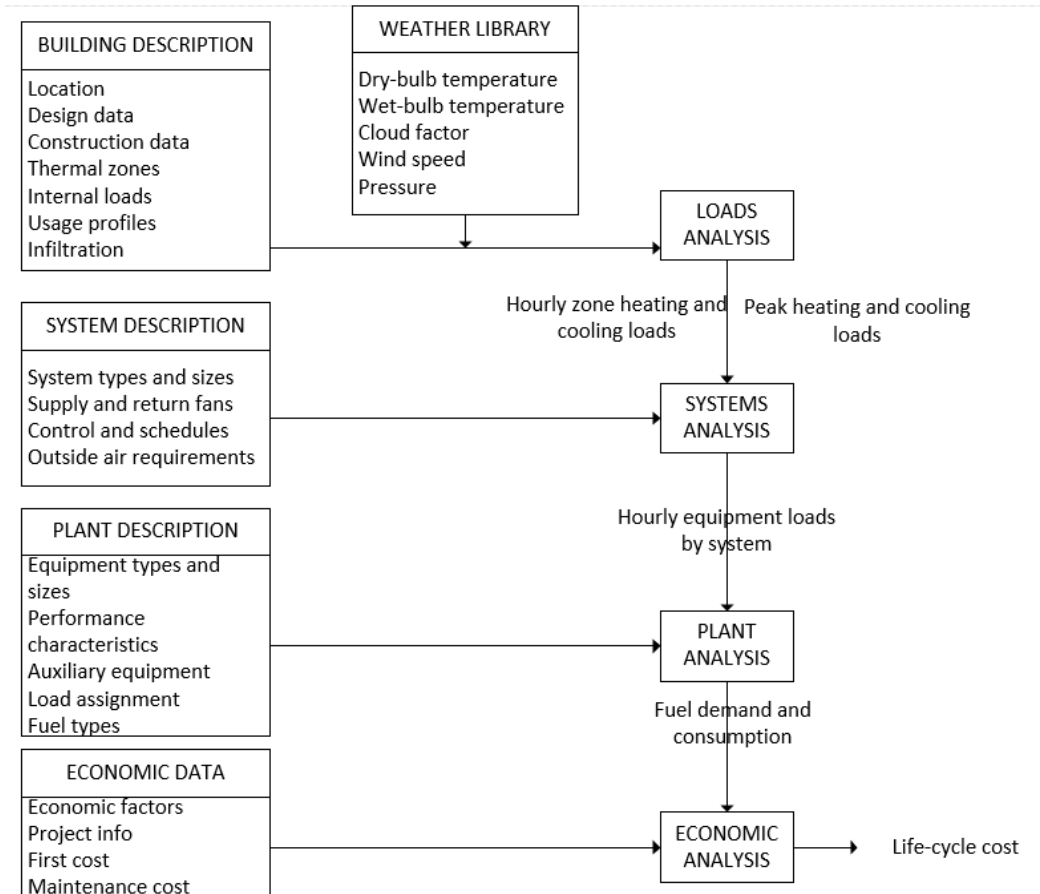 BUILDING DESCRIPTION
Location
Design data
Construction data
Thermal zones
Internal loads
Usage profiles
Infiltration
WEATHER LIBRARY
Dry-bulb temperature
Wet-bulb temperature
Cloud factor
Wind speed
Pressure
LOADS
ANALYSIS
Hourly zone heating and
cooling loads
Peak heating and cooling
loads
SYSTEM DESCRIPTION
System types and sizes
Supply and return fans
Control and schedules
Outside air requirements
SYSTEMS
ANALYSIS
Hourly equipment loads
by system
PLANT DESCRIPTION
Equipment types and
sizes
Performance
characteristics
Auxiliary equipment
Load assignment
Fuel types
PLANT
ANALYSIS
Fuel demand and
consumption
ECONOMIC DATA
Economic factors
Project info
First cost
Maintenance cost
ECONOMIC
ANALYSIS
Life-cycle cost